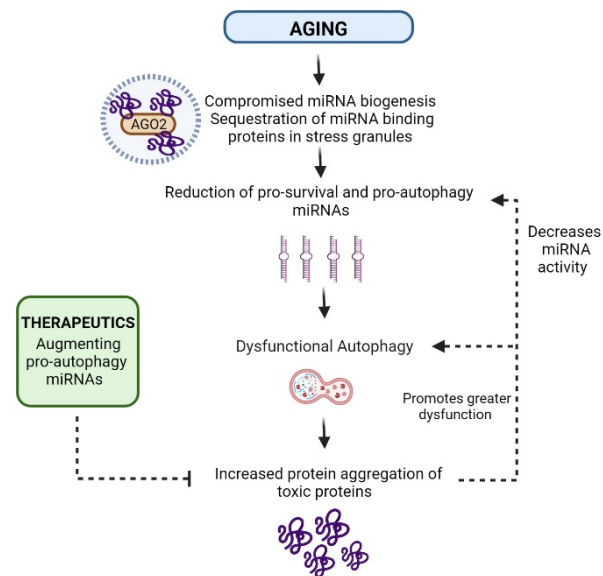 AGING
AGO2
Compromised miRNA biogenesis
Sequestration of miRNA binding
proteins in stress granules
Reduction of pro-survival and pro-autophagy
miRNAs
Decreases
miRNA
activity
THERAPEUTICS
Augmenting
pro-autophagy
miRNAs
Dysfunctional Autophagy
Promotes greater
dysfunction
Increased protein aggregation of
toxic proteins